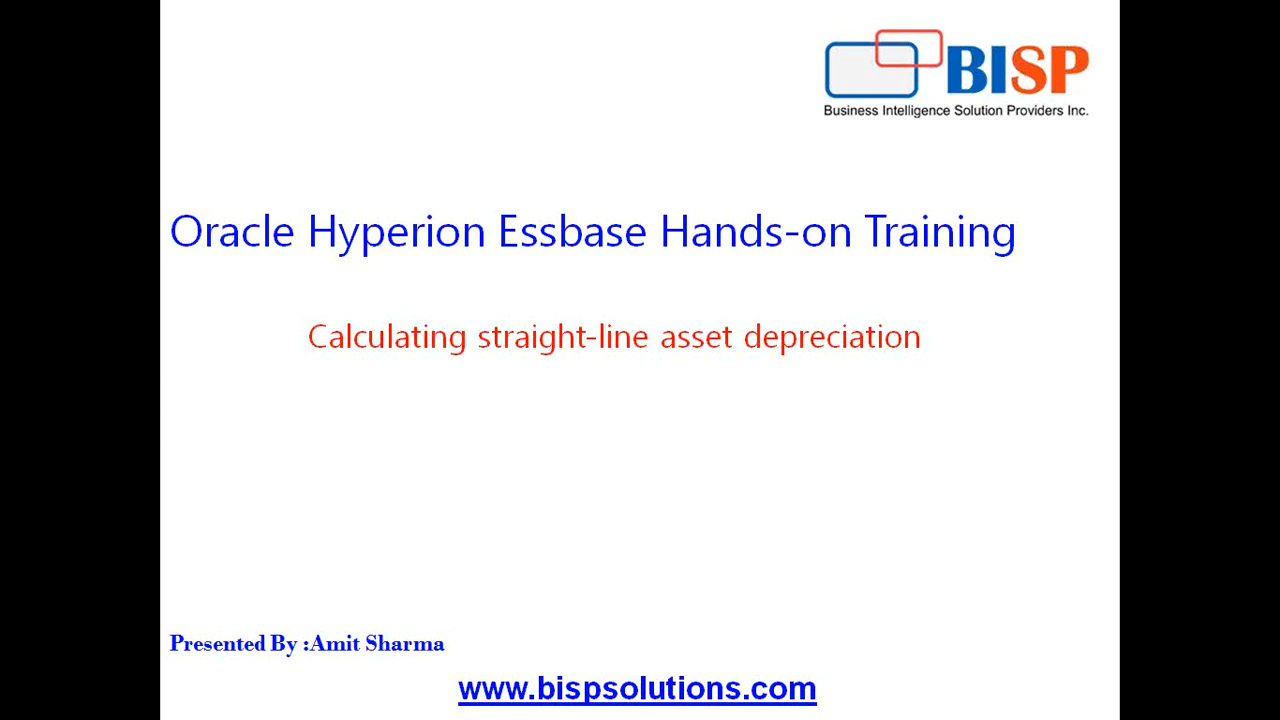 BISP
Business Intelligence Solution Providers Inc.
Oracle Hyperion Essbase Hands-on Training
Calculating straight-line asset depreciation
Presented By :Amit Sharma
www.bispsolutions.com